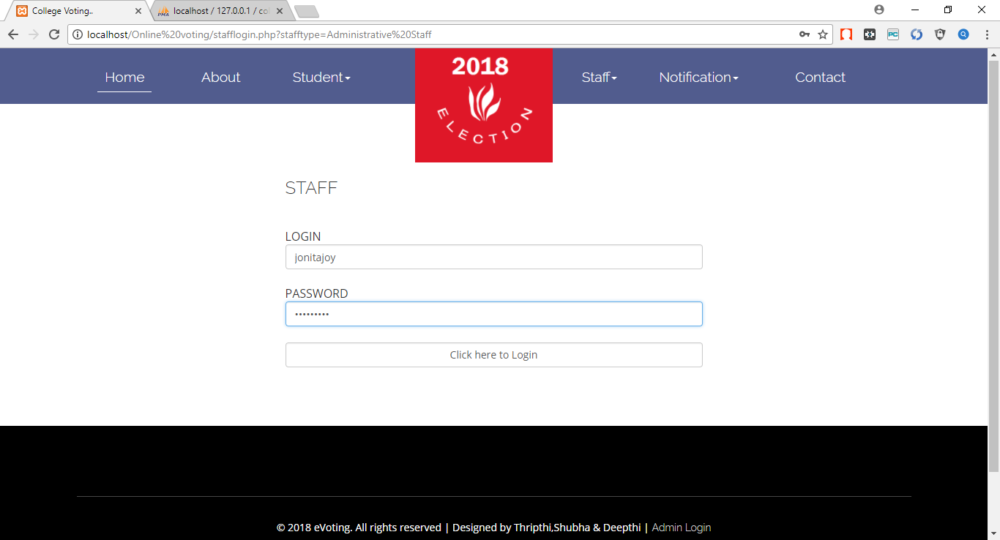 College Voting..
localhost / 127.0.0.1 / col
localhost/Online%20voting/stafflogin.php?stafftype=Administrative%20Staff
Home About Student Staff Notification Contact
2018
ELECTION
STAFF
LOGIN
jonitajoy
PASSWORD
•••••••••
Click here to Login
© 2018 eVoting. All rights reserved | Designed by Thripthi,Shubha & Deepthi | Admin Login